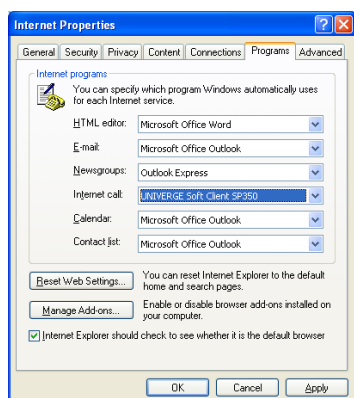 Internet Properties
General Security Privacy Content Connections Programs Advanced
Internet programs
You can specify which program Windows automatically uses
for each Internet service.
HTML editor: Microsoft Office Word
E-mail: Microsoft Office Outlook
Newsgroups: Outlook Express
Internet call: UNIVERGE Soft Client SP350
Calendar: Microsoft Office Outlook
Contact list: Microsoft Office Outlook
Reset Web Settings... You can reset Internet Explorer to the default
home and search pages.
Manage Add-ons... Enable or disable browser add-ons installed on
your computer.
Internet Explorer should check to see whether it is the default browser
OK Cancel Apply